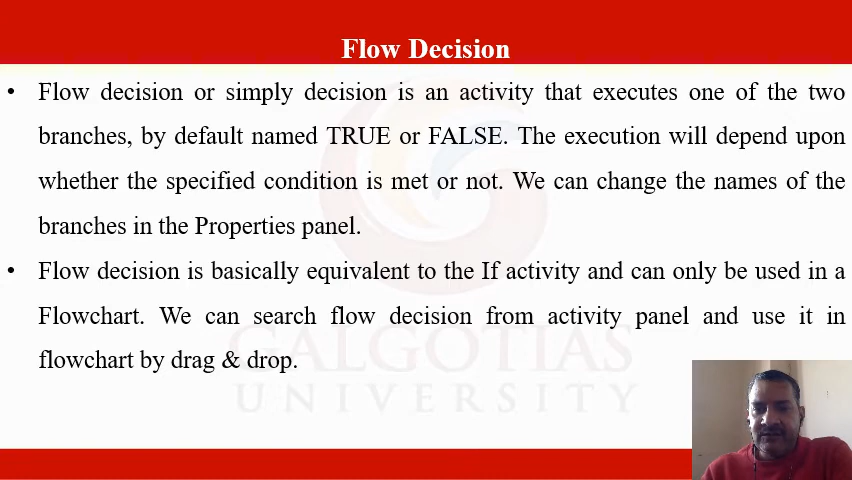 Flow Decision
• Flow decision or simply decision is an activity that executes one of the two
branches, by default named TRUE or FALSE. The execution will depend upon
whether the specified condition is met or not. We can change the names of the
branches in the Properties panel.
• Flow decision is basically equivalent to the If activity and can only be used in a
Flowchart. We can search flow decision from activity panel and use it in
flowchart by drag & drop.
GALGOTIAS
UNIVERSITY